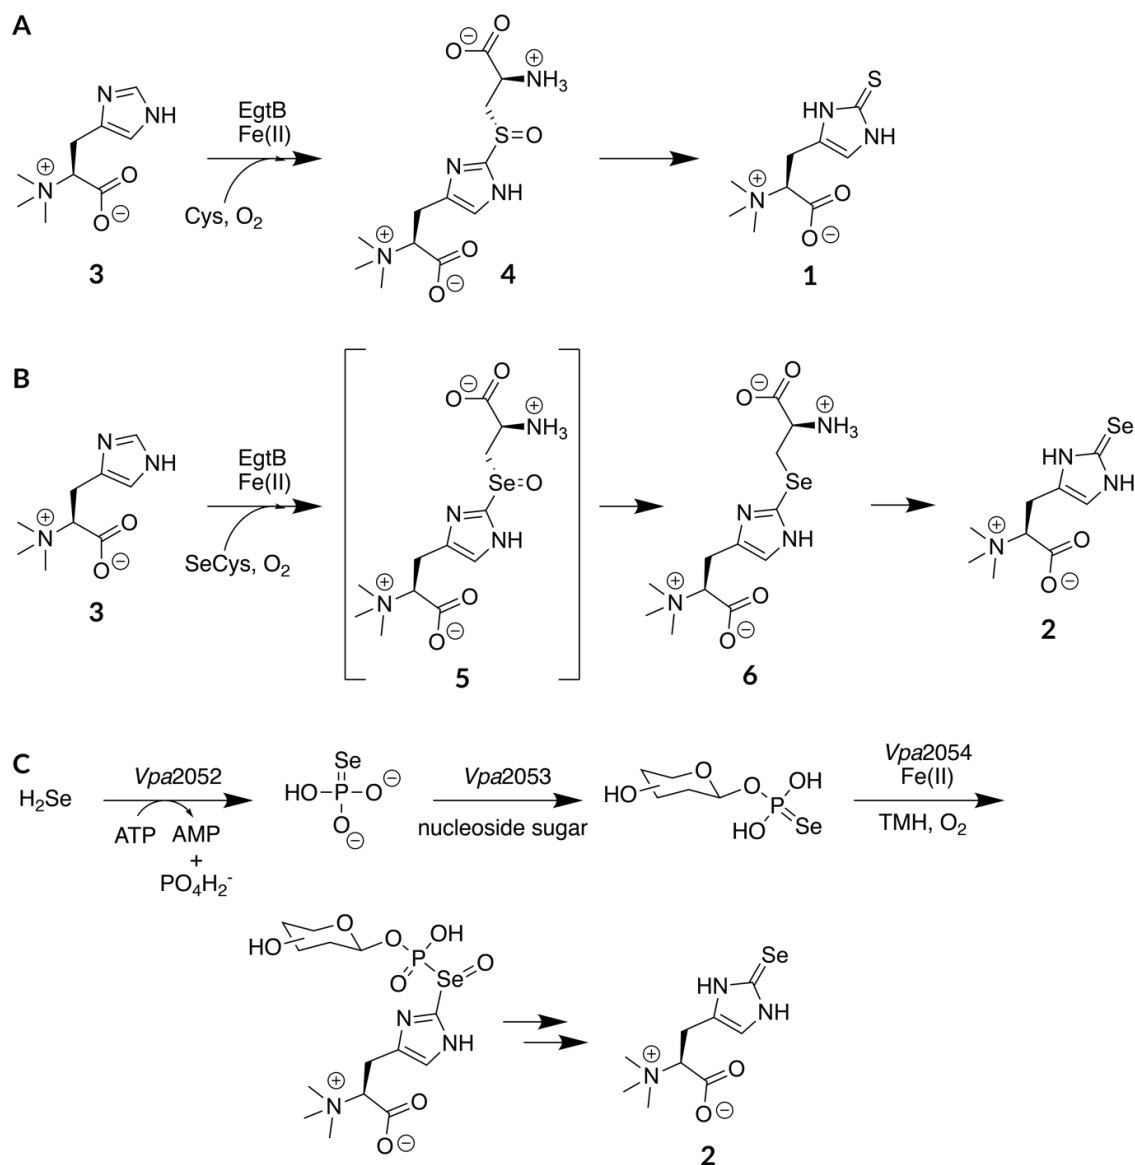 A
N
NH
N
⊕
O
O⊖
3
EgtB
Fe(II)
Cys, O2
⊖
O
O
⊕
NH3
S=O
N
NH
⊕
N
O
O⊖
4
S
HN
NH
⊕
N
O
O⊖
1
B
N
NH
⊕
N
O
O⊖
3
EgtB
Fe(II)
SeCys, O2
⊖
O
O
⊕
NH3
Se=O
N
NH
⊕
N
O
O⊖
5
⊖
O
O
⊕
NH3
Se
N
NH
⊕
N
O
O⊖
6
Se
HN
NH
⊕
N
O
O⊖
2
C
H2Se
Vpa2052
ATP AMP
+
PO4H2-
Se
HO P O⊖
O
⊖
Vpa2053
nucleoside sugar
O
HO
O OH
P
HO Se
Vpa2054
Fe(II)
TMH, O2
O
HO
O OH
P
O Se=O
N
NH
⊕
N
O
O⊖
Se
HN
NH
⊕
N
O
O⊖
2